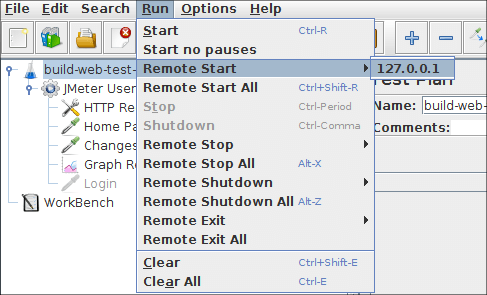 File Edit Search Run Options Help
Start Ctrl-R
Start no pauses
Remote Start 127.0.0.1
Remote Start All Ctrl+Shift-R
Stop Ctrl-Period
Shutdown Ctrl-Comma
Remote Stop
Remote Stop All Alt-X
Remote Shutdown
Remote Shutdown All Alt-Z
Remote Exit
Remote Exit All
Clear Ctrl+Shift-E
Clear All Ctrl-E
build-web-test-
JMeter User
HTTP Re
Home Pa
Changes
Graph Re
Login
WorkBench
Test Plan
Name: build-web-
Comments: